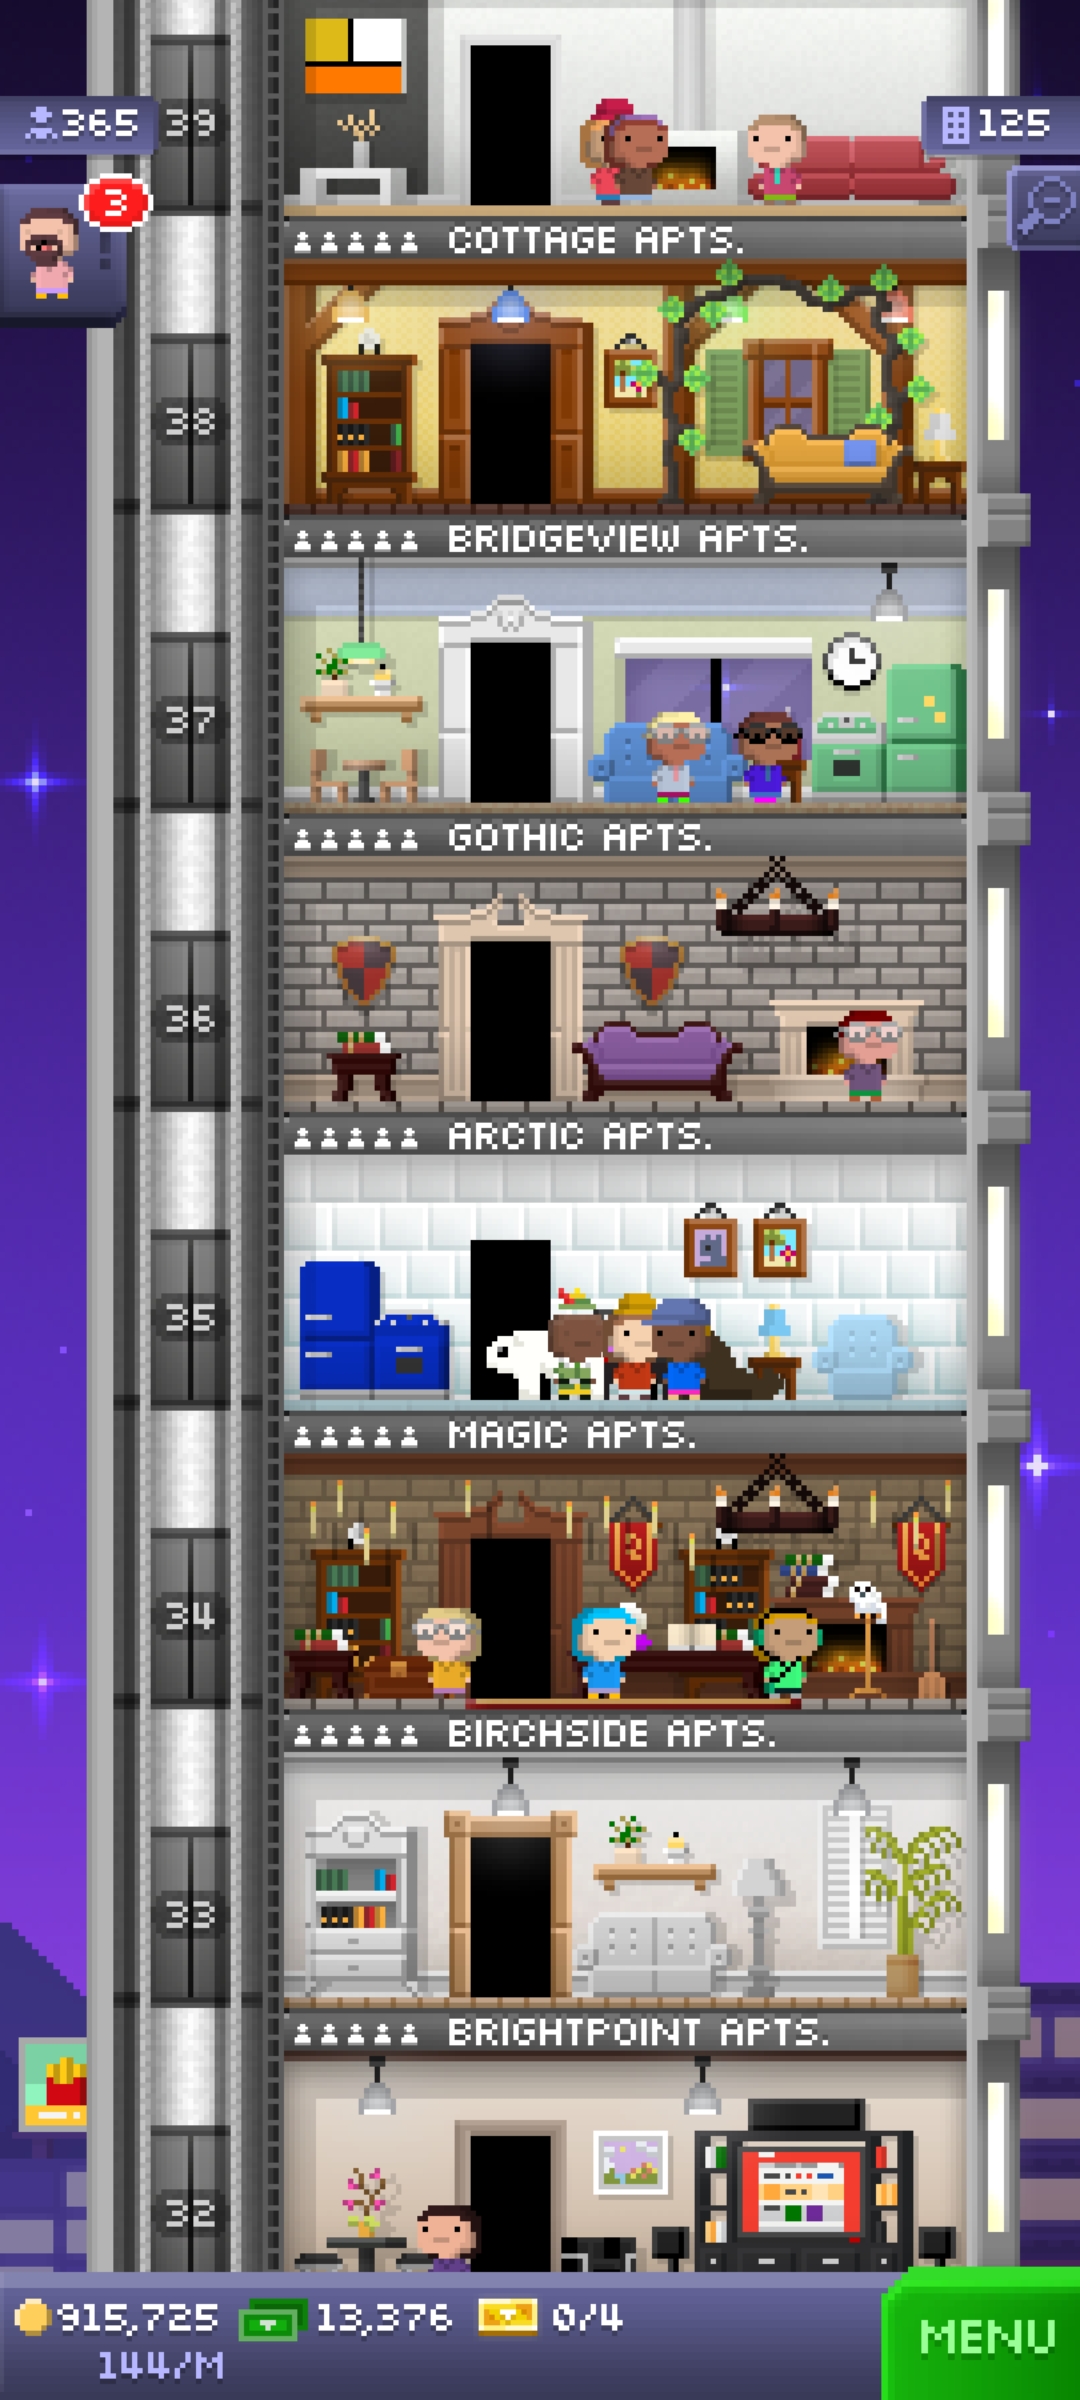 365
39
125
3
COTTAGE APTS.
38
BRIDGEVIEW APTS.
37
GOTHIC APTS.
36
ARCTIC APTS.
35
MAGIC APTS.
34
BIRCHSIDE APTS.
33
BRIGHTPOINT APTS.
32
915,725 13,376 0/4
144/M
MENU